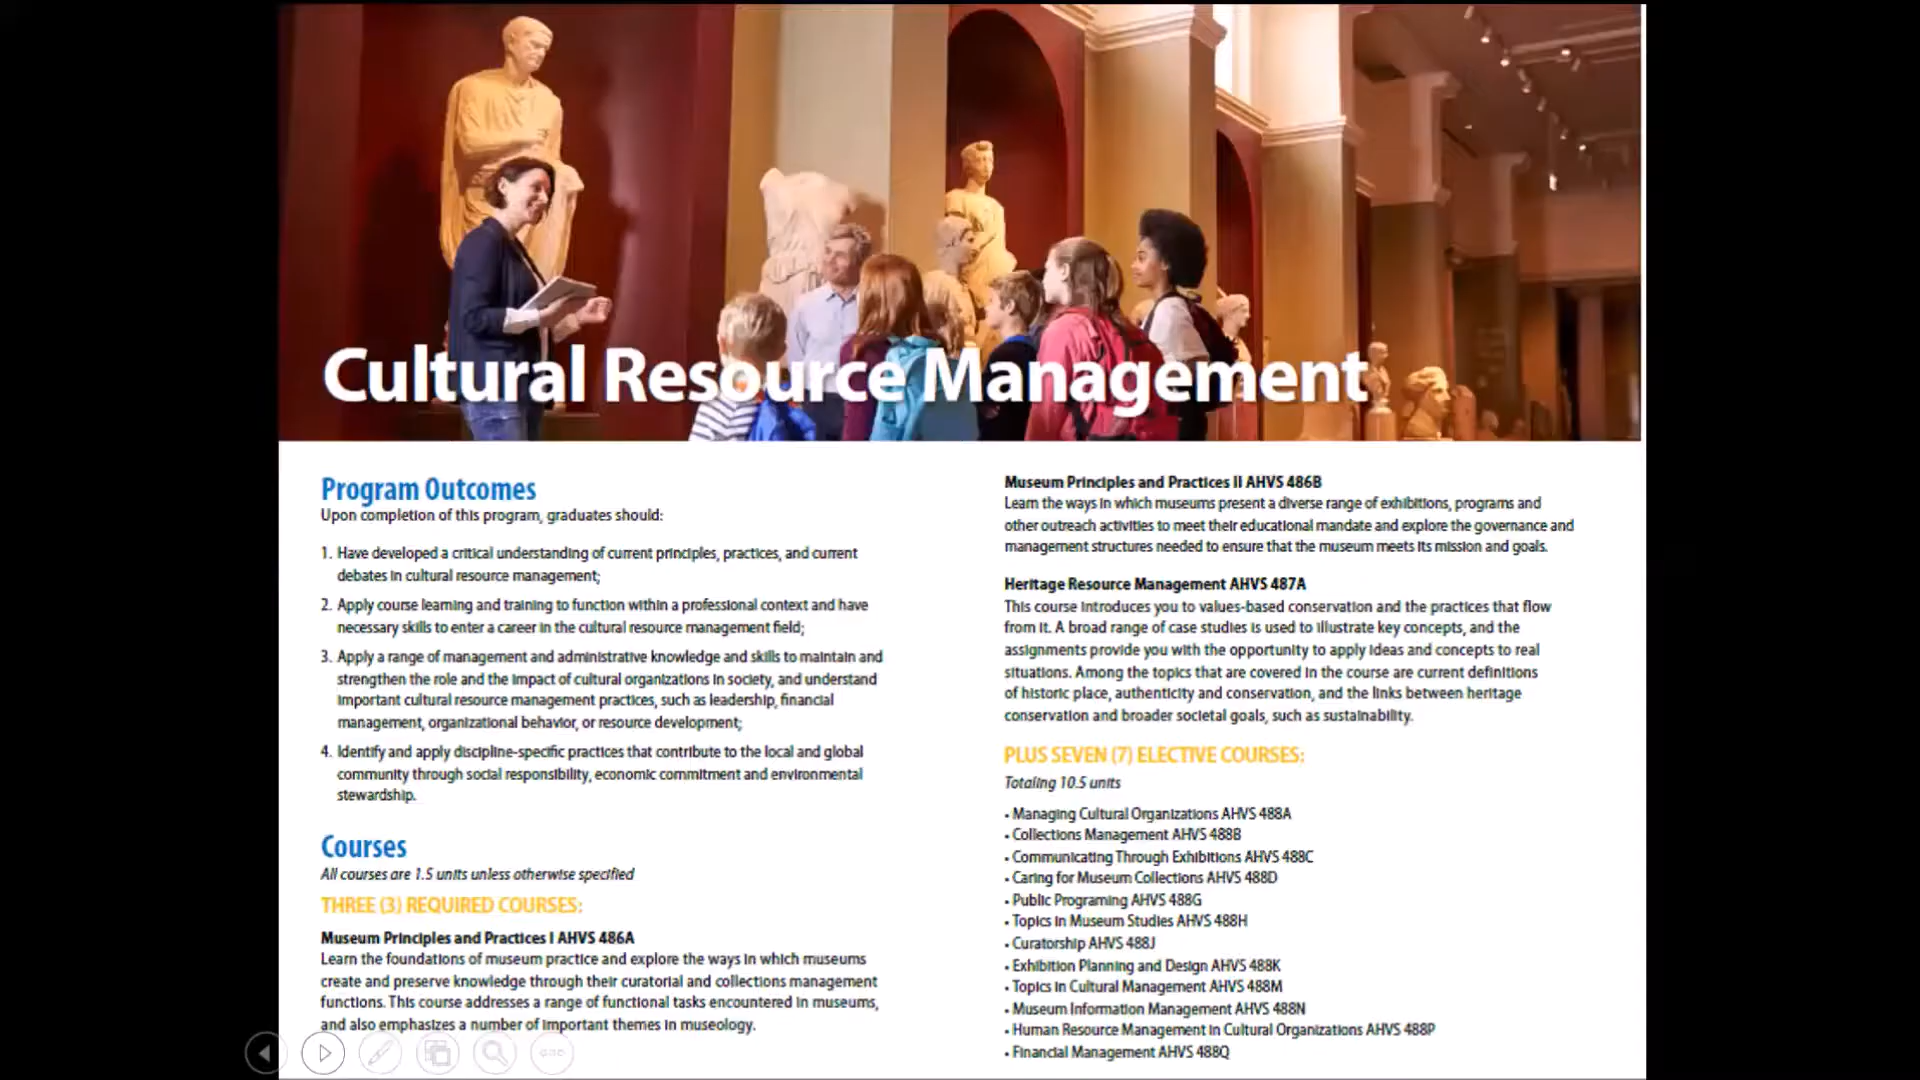 Cultural Resource Management
Program Outcomes
Upon completion of this program, graduates should:
1. Have developed a critical understanding of current principles, practices, and current
debates in cultural resource management;
2. Apply course learning and training to function within a professional context and have
necessary skills to enter a career in the cultural resource management field;
3. Apply a range of management and administrative knowledge and skills to maintain and
strengthen the role and the impact of cultural organizations in society, and understand
important cultural resource management practices, such as leadership, financial
management, organizational behavior, or resource development;
4. Identify and apply discipline-specific practices that contribute to the local and global
community through social responsibility, economic commitment and environmental
stewardship.
Courses
All courses are 1.5 units unless otherwise specified
THREE (3) REQUIRED COURSES:
Museum Principles and Practices I AHVS 486A
Learn the foundations of museum practice and explore the ways in which museums
create and preserve knowledge through their curatorial and collections management
functions. This course addresses a range of functional tasks encountered in museums,
and also emphasizes a number of important themes in museology.
Museum Principles and Practices II AHVS 486B
Learn the ways in which museums present a diverse range of exhibitions, programs and
other outreach activities to meet their educational mandate and explore the governance and
management structures needed to ensure that the museum meets its mission and goals.
Heritage Resource Management AHVS 487A
This course introduces you to values-based conservation and the practices that flow
from it. A broad range of case studies is used to illustrate key concepts, and the
assignments provide you with the opportunity to apply ideas and concepts to real
situations. Among the topics that are covered in the course are current definitions
of historic place, authenticity and conservation, and the links between heritage
conservation and broader societal goals, such as sustainability.
PLUS SEVEN (7) ELECTIVE COURSES:
Totaling 10.5 units
• Managing Cultural Organizations AHVS 488A
• Collections Management AHVS 488B
• Communicating Through Exhibitions AHVS 488C
• Caring for Museum Collections AHVS 488D
• Public Programing AHVS 488G
• Topics in Museum Studies AHVS 488H
• Curatorship AHVS 488J
• Exhibition Planning and Design AHVS 488K
• Topics in Cultural Management AHVS 488M
• Museum Information Management AHVS 488N
• Human Resource Management in Cultural Organizations AHVS 488P
• Financial Management AHVS 488Q